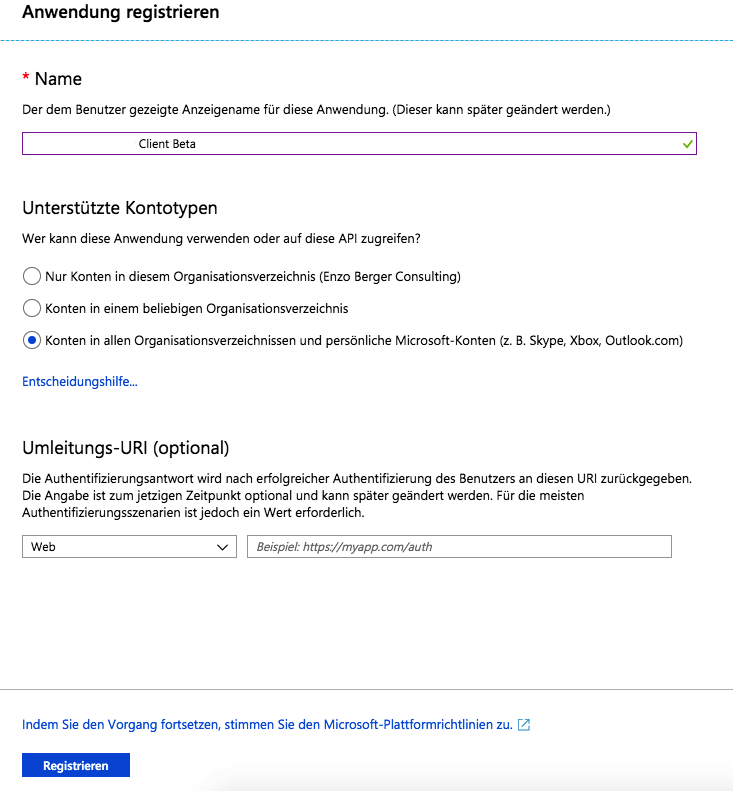 Anwendung registrieren
* Name
Der dem Benutzer gezeigte Anzeigename für diese Anwendung. (Dieser kann später geändert werden.)
Client Beta
Unterstützte Kontotypen
Wer kann diese Anwendung verwenden oder auf diese API zugreifen?
Nur Konten in diesem Organisationsverzeichnis (Enzo Berger Consulting)
Konten in einem beliebigen Organisationsverzeichnis
Konten in allen Organisationsverzeichnissen und persönliche Microsoft-Konten (z. B. Skype, Xbox, Outlook.com)
Entscheidungshilfe...
Umleitungs-URI (optional)
Die Authentifizierungsantwort wird nach erfolgreicher Authentifizierung des Benutzers an diesen URI zurückgegeben.
Die Angabe ist zum jetzigen Zeitpunkt optional und kann später geändert werden. Für die meisten
Authentifizierungsszenarien ist jedoch ein Wert erforderlich.
Web
Beispiel: https://myapp.com/auth
Indem Sie den Vorgang fortsetzen, stimmen Sie den Microsoft-Plattformrichtlinien zu.
Registrieren